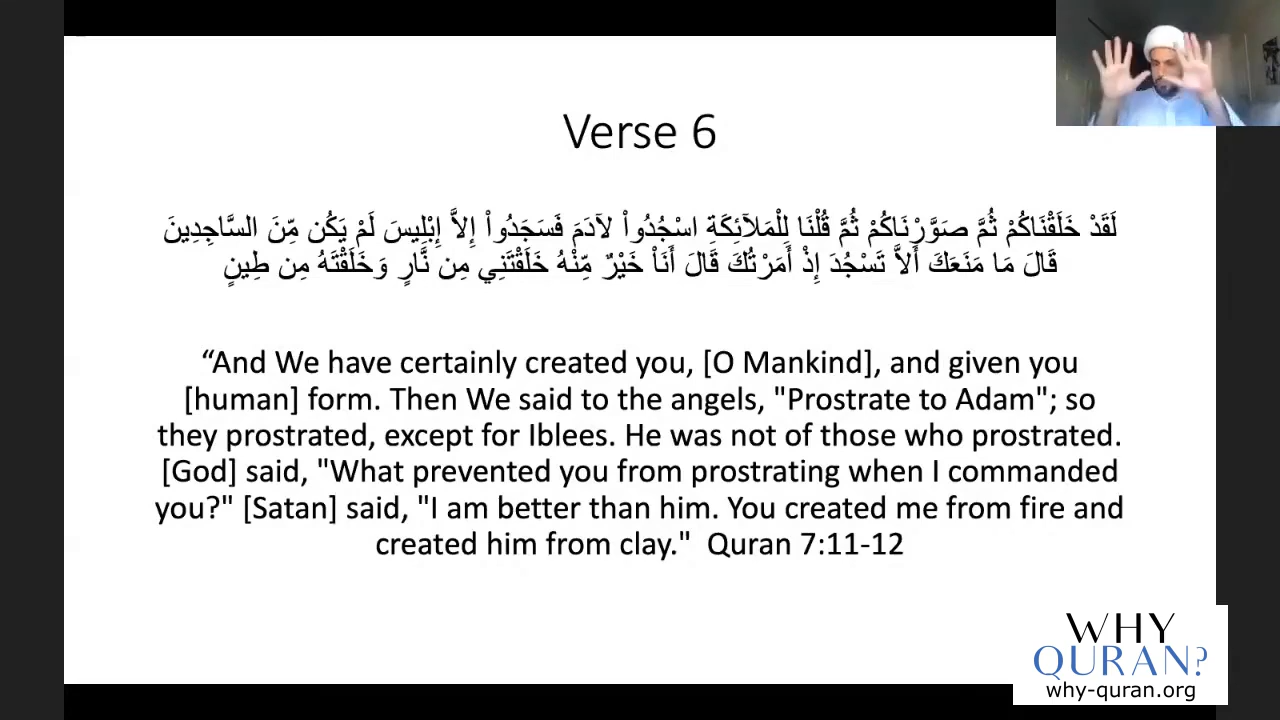 Verse 6
لَقَدْ خَلَقْنَاكُمْ ثُمَّ صَوَّرْنَاكُمْ ثُمَّ قُلْنَا لِلْمَلآئِكَةِ اسْجُدُواْ لآدَمَ فَسَجَدُواْ إِلاَّ إِبْلِيسَ لَمْ يَكُن مِّنَ السَّاجِدِينَ
قَالَ مَا مَنَعَكَ أَلاَّ تَسْجُدَ إِذْ أَمَرْتُكَ قَالَ أَنَاْ خَيْرٌ مِّنْهُ خَلَقْتَنِي مِن نَّارٍ وَخَلَقْتَهُ مِن طِينٍ
“And We have certainly created you, [O Mankind], and given you
[human] form. Then We said to the angels, "Prostrate to Adam"; so
they prostrated, except for Iblees. He was not of those who prostrated.
[God] said, "What prevented you from prostrating when I commanded
you?" [Satan] said, "I am better than him. You created me from fire and
created him from clay."  Quran 7:11-12
WHY
QURAN?
why-quran.org